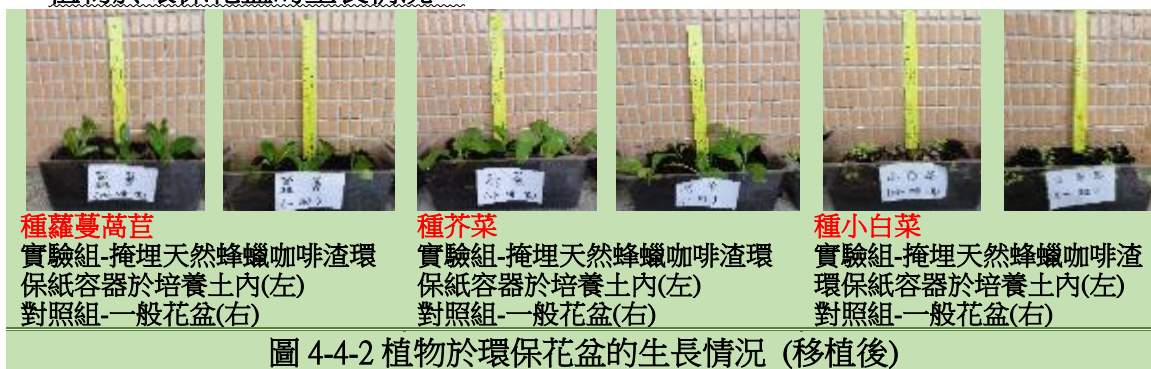 種蘿蔓萵苣
實驗組-掩埋天然蜂蠟咖啡渣環
保紙容器於培養土內(左)
對照組-一般花盆(右)
種芥菜
實驗組-掩埋天然蜂蠟咖啡渣環
保紙容器於培養土內(左)
對照組-一般花盆(右)
種小白菜
實驗組-掩埋天然蜂蠟咖啡渣
環保紙容器於培養土內(左)
對照組-一般花盆(右)
圖 4-4-2 植物於環保花盆的生長情況 (移植後)